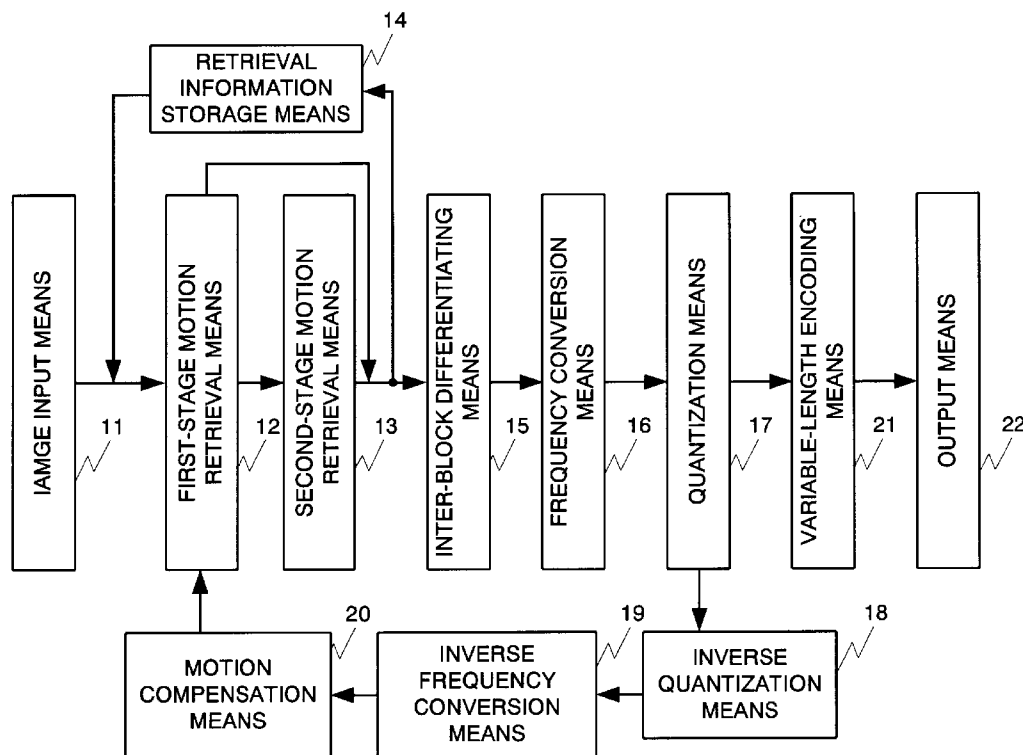 14
RETRIEVAL
INFORMATION
STORAGE MEANS
IAMGE INPUT MEANS
11
FIRST-STAGE MOTION
RETRIEVAL MEANS
12
SECOND-STAGE MOTION
RETRIEVAL MEANS
13
INTER-BLOCK DIFFERENTIATING
MEANS
15
FREQUENCY CONVERSION
MEANS
16
QUANTIZATION MEANS
17
VARIABLE-LENGTH ENCODING
MEANS
21
OUTPUT MEANS
22
20
MOTION
COMPENSATION
MEANS
19
INVERSE
FREQUENCY
CONVERSION
MEANS
18
INVERSE
QUANTIZATION
MEANS